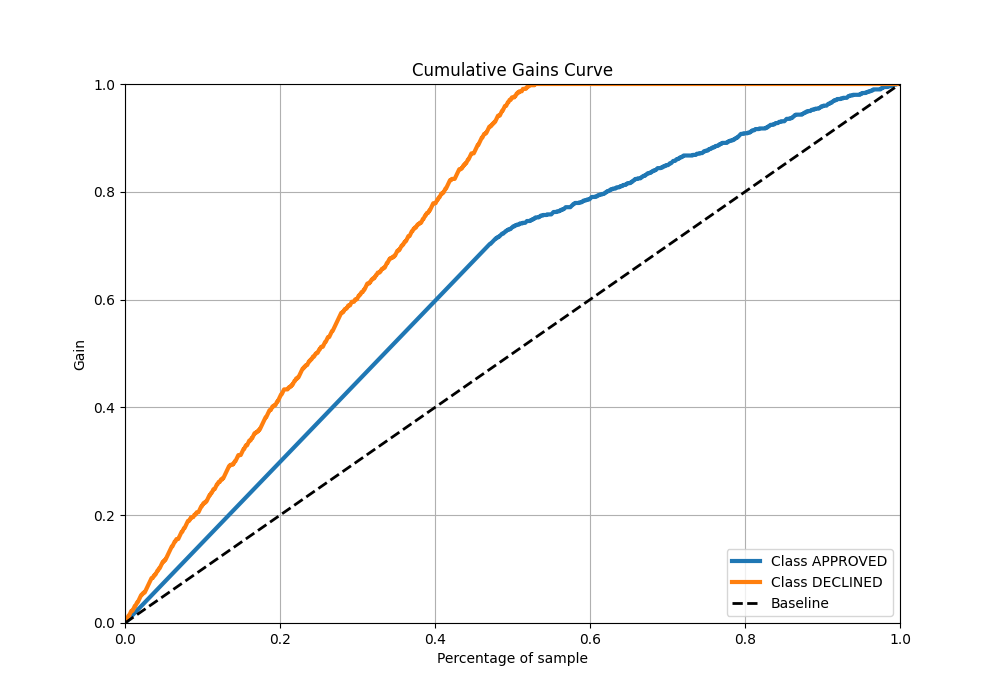 Cumulative Gains Curve
1.0
0.8
0.6
0.4
0.2
0.0
Gain
0.0 0.2 0.4 0.6 0.8 1.0
Percentage of sample
Class APPROVED
Class DECLINED
Baseline